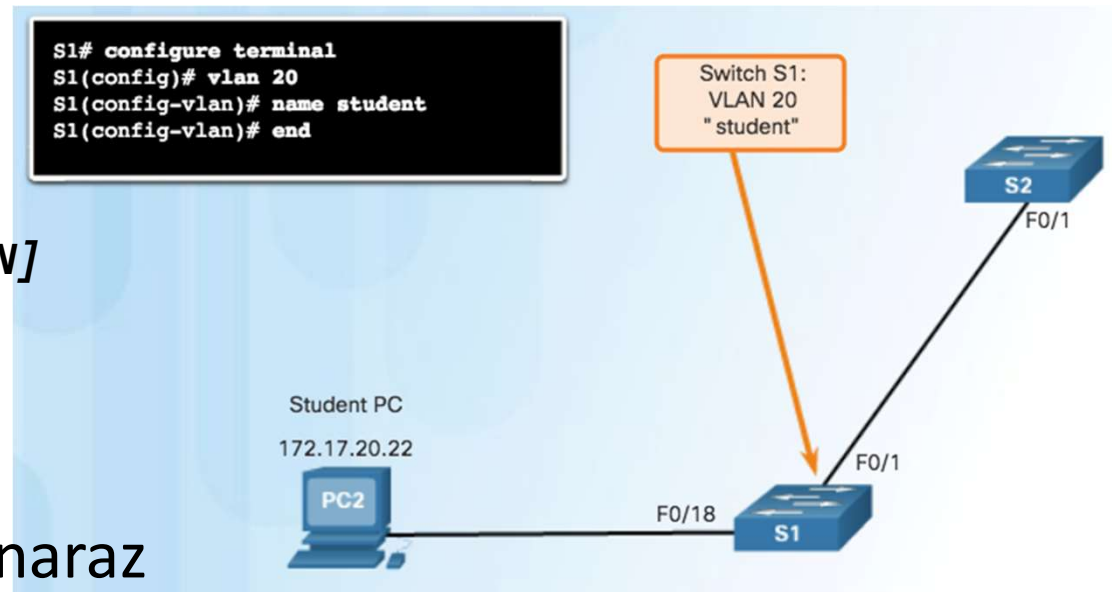 S1# configure terminal
S1(config)# vlan 20
S1(config-vlan)# name student
S1(config-vlan)# end
Switch S1:
VLAN 20
"student"
S2
F0/1
]
Student PC
172.17.20.22
PC2
F0/18
F0/1
S1
naraz